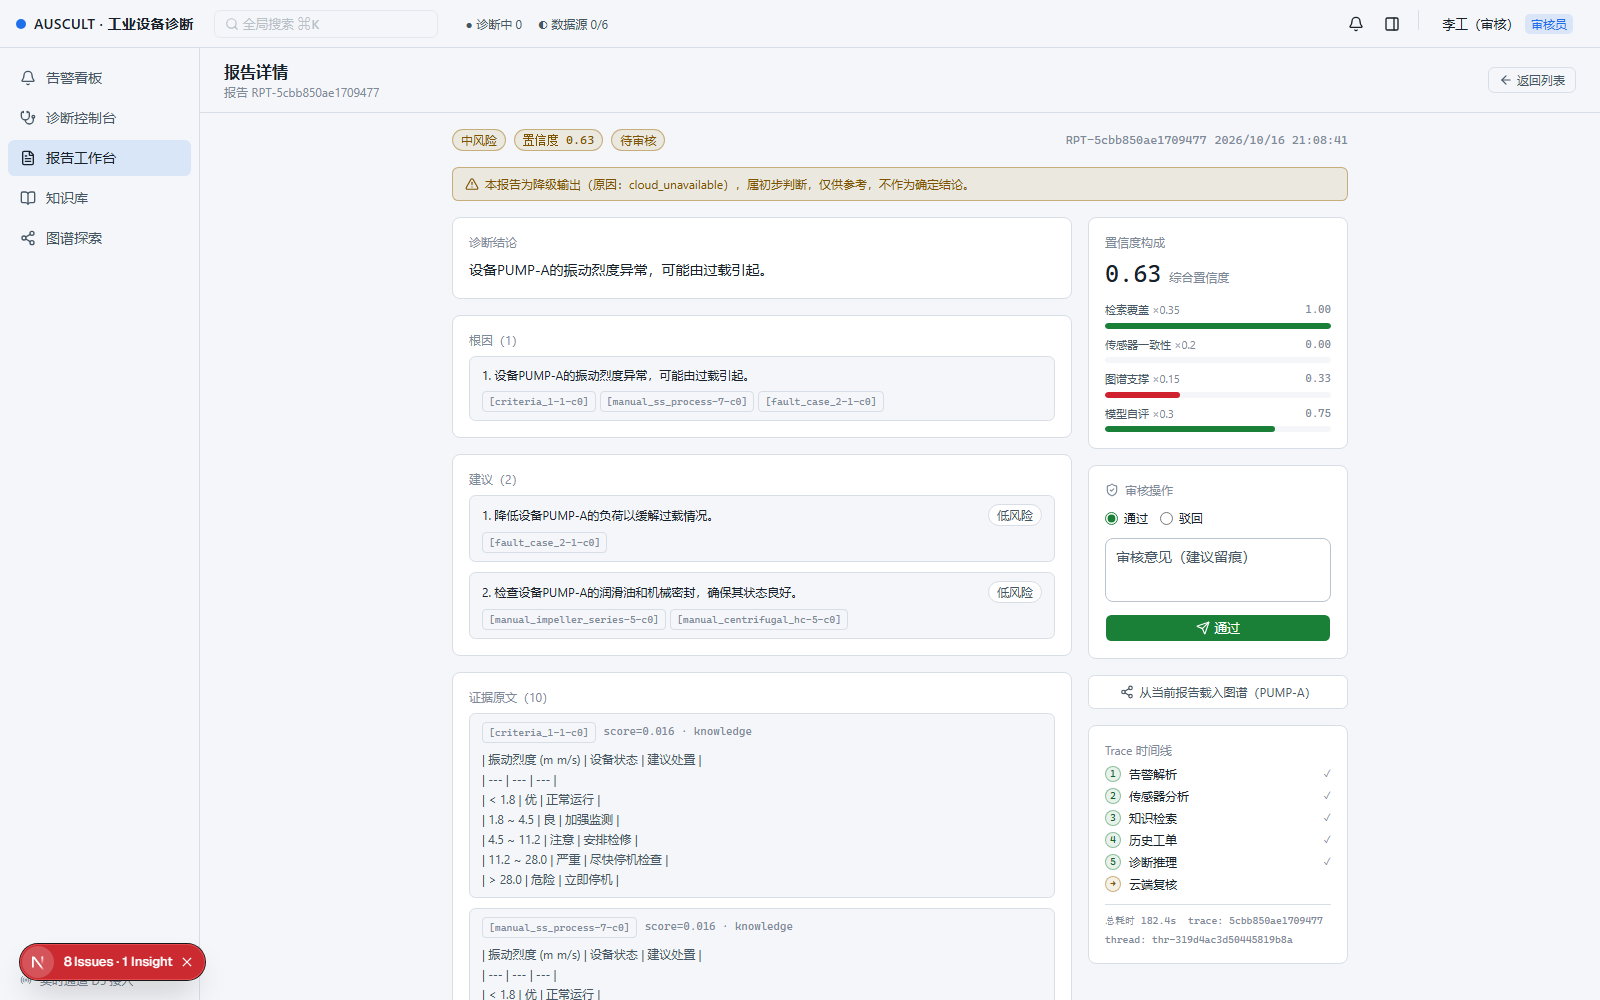 AUSCULT · 工业设备诊断
全局搜索 ⌘K
● 诊断中 0
◐ 数据源 0/6
李工（审核）
审核员
告警看板
诊断控制台
报告工作台
知识库
图谱探索
报告详情
报告 RPT-5cbb850ae1709477
返回列表
中风险
置信度 0.63
待审核
RPT-5cbb850ae1709477 2026/10/16 21:08:41
本报告为降级输出（原因：cloud_unavailable），属初步判断，仅供参考，不作为确定结论。
诊断结论
设备PUMP-A的振动烈度异常，可能由过载引起。
根因（1）
1. 设备PUMP-A的振动烈度异常，可能由过载引起。
[criteria_1-1-c0] [manual_ss_process-7-c0] [fault_case_2-1-c0]
建议（2）
1. 降低设备PUMP-A的负荷以缓解过载情况。
低风险
[fault_case_2-1-c0]
2. 检查设备PUMP-A的润滑油和机械密封，确保其状态良好。
低风险
[manual_impeller_series-5-c0] [manual_centrifugal_hc-5-c0]
证据原文（10）
[criteria_1-1-c0] score=0.016 · knowledge
| 振动烈度 (m m/s) | 设备状态 | 建议处置 |
| --- | --- | --- |
| < 1.8 | 优 | 正常运行 |
| 1.8 ~ 4.5 | 良 | 加强监测 |
| 4.5 ~ 11.2 | 注意 | 安排检修 |
| 11.2 ~ 28.0 | 严重 | 尽快停机检查 |
| > 28.0 | 危险 | 立即停机 |
[manual_ss_process-7-c0] score=0.016 · knowledge
| 振动烈度 (m m/s) | 设备状态 | 建议处置 |
| --- | --- | --- |
| < 1.8 | 优 | 正常运行 |
置信度构成
0.63 综合置信度
检索覆盖 ×0.35 1.00
传感器一致性 ×0.2 0.00
图谱支撑 ×0.15 0.33
模型自评 ×0.3 0.75
审核操作
通过 驳回
审核意见（建议留痕）
通过
从当前报告载入图谱（PUMP-A）
Trace 时间线
1 告警解析 ✓
2 传感器分析 ✓
3 知识检索 ✓
4 历史工单 ✓
5 诊断推理 ✓
→ 云端复核
总耗时 182.4s trace: 5cbb850ae1709477
thread: thr-319d4ac3d50445819b8a
N 8 Issues · 1 Insight ×